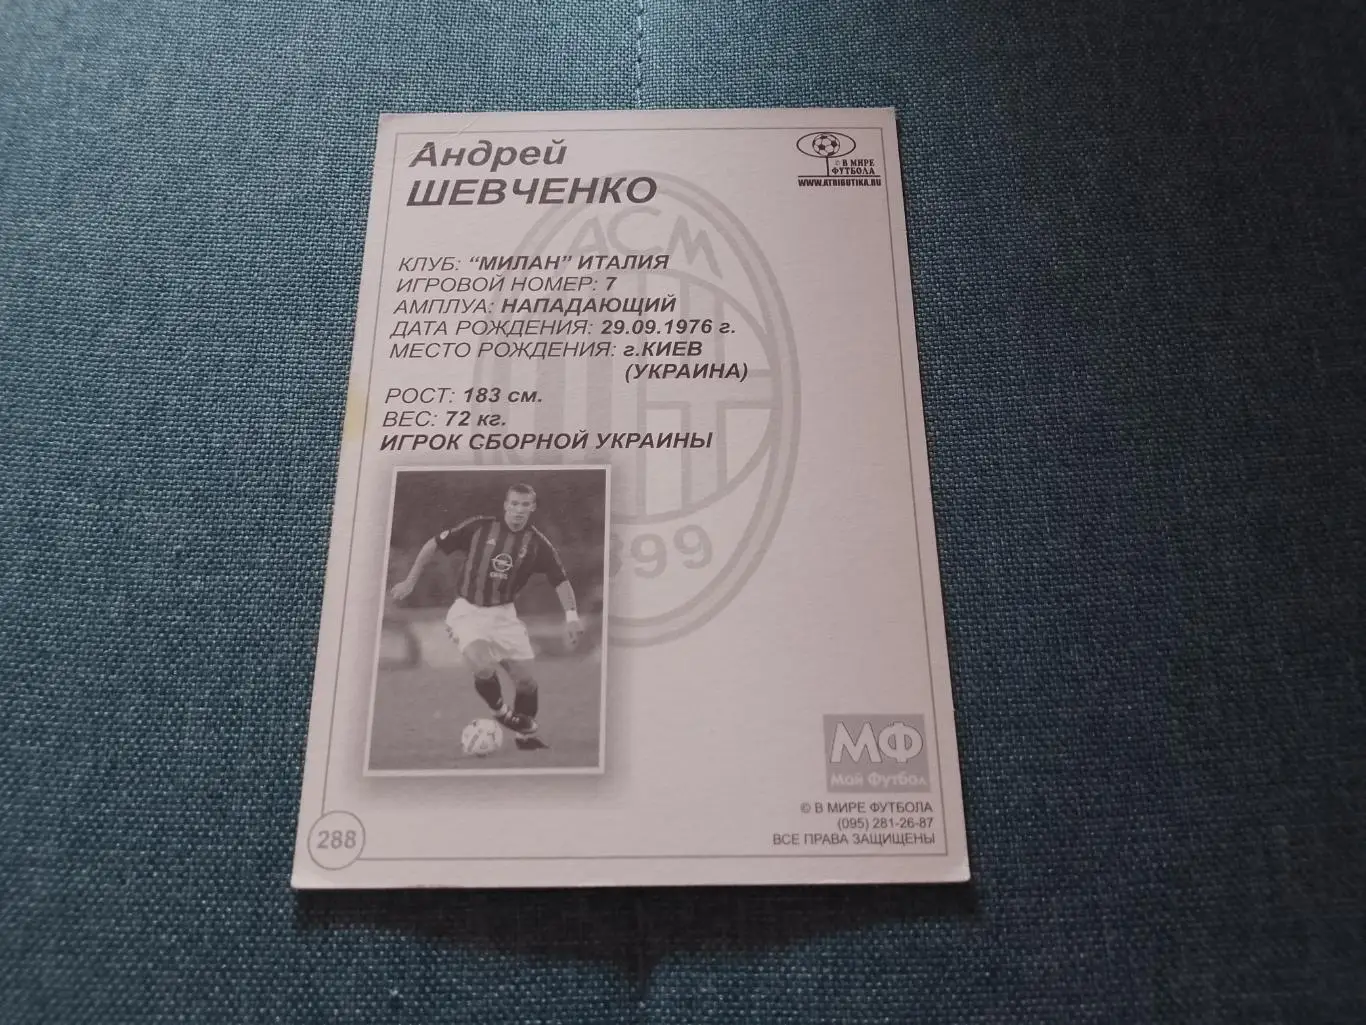 Андрей
ШЕВЧЕНКО
© В МИРЕ
ФУТБОЛА
WWW.ATRIBUTIKA.RU
ACM
КЛУБ: “МИЛАН” ИТАЛИЯ
ИГРОВОЙ НОМЕР: 7
АМПЛУА: НАПАДАЮЩИЙ
ДАТА РОЖДЕНИЯ: 29.09.1976 г.
МЕСТО РОЖДЕНИЯ: г.КИЕВ
(УКРАИНА)
РОСТ: 183 см.
ВЕС: 72 кг.
ИГРОК СБОРНОЙ УКРАИНЫ
899
OPEL
МФ
Мой Футбол
© В МИРЕ ФУТБОЛА
(095) 281-26-87
ВСЕ ПРАВА ЗАЩИЩЕНЫ
288